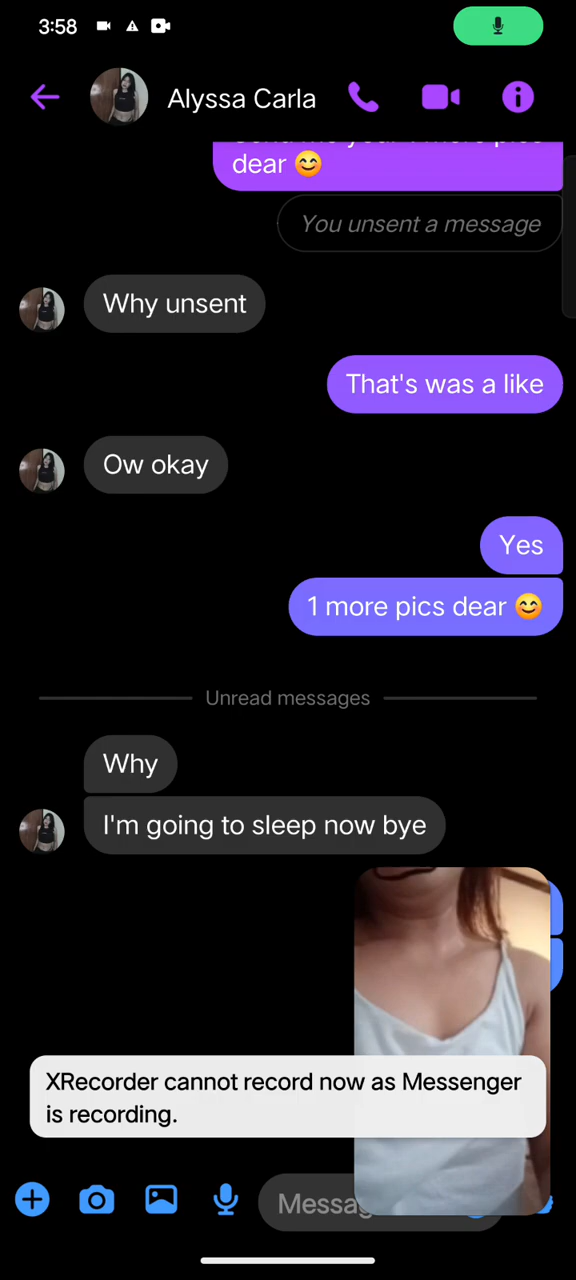 3:58
Alyssa Carla
dear 😊
You unsent a message
Why unsent
That's was a like
Ow okay
Yes
1 more pics dear 😊
Unread messages
Why
I'm going to sleep now bye
XRecorder cannot record now as Messenger
is recording.
Messag